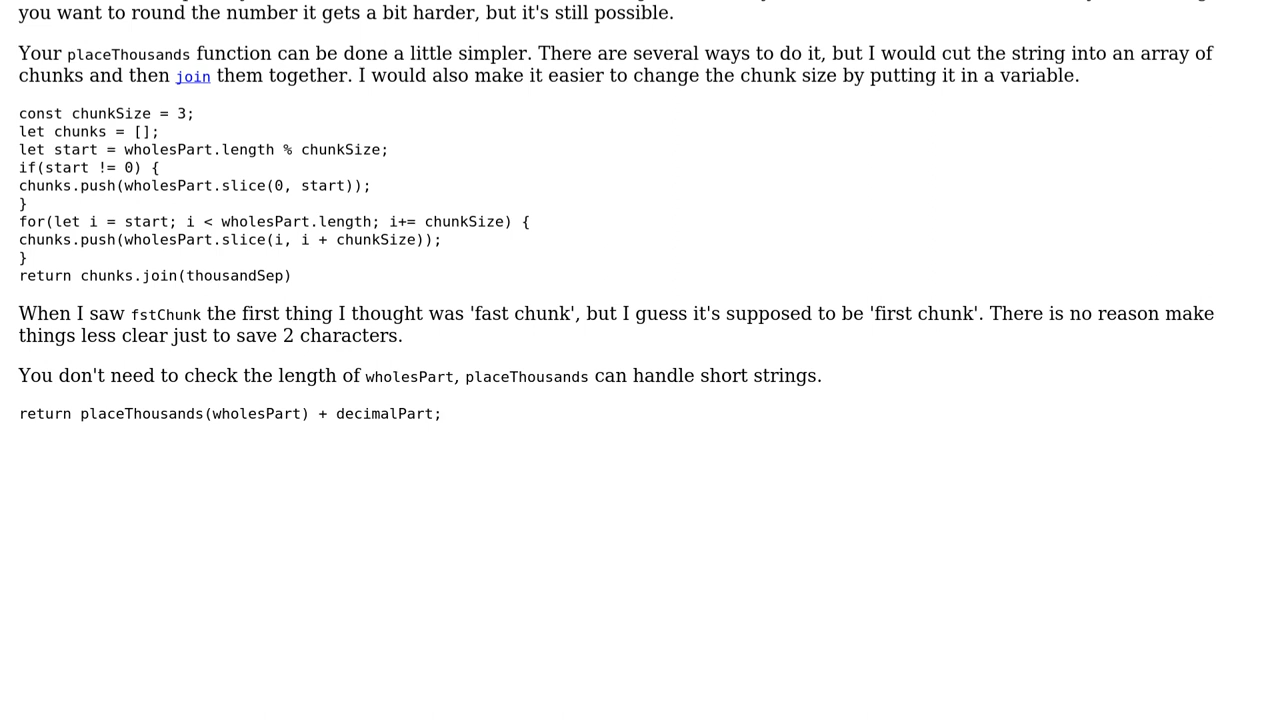 you want to round the number it gets a bit harder, but it's still possible.
Your placeThousands function can be done a little simpler. There are several ways to do it, but I would cut the string into an array of
chunks and then join them together. I would also make it easier to change the chunk size by putting it in a variable.
const chunkSize = 3;
let chunks = [];
let start = wholesPart.length % chunkSize;
if(start != 0) {
chunks.push(wholesPart.slice(0, start));
}
for(let i = start; i < wholesPart.length; i+= chunkSize) {
chunks.push(wholesPart.slice(i, i + chunkSize));
}
return chunks.join(thousandSep)
When I saw fstChunk the first thing I thought was 'fast chunk', but I guess it's supposed to be 'first chunk'. There is no reason make
things less clear just to save 2 characters.
You don't need to check the length of wholesPart, placeThousands can handle short strings.
return placeThousands(wholesPart) + decimalPart;